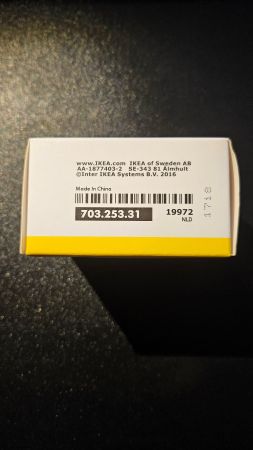 www.IKEA.com IKEA of Sweden AB
AA-1877403-2 SE-343 81 Älmhult
©Inter IKEA Systems B.V. 2016
Made in China
703.253.31
19972
NLD
1718